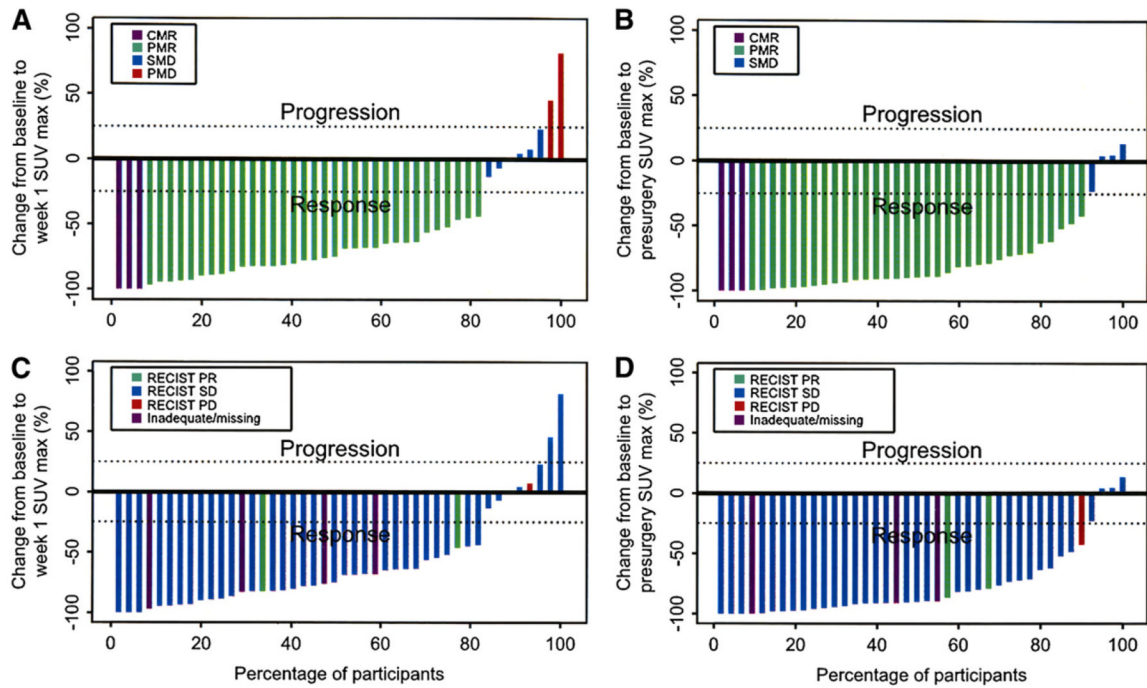 A
Change from baseline to
week 1 SUV max (%)
100
50
0
-50
-100
CMR
PMR
SMD
PMD
Progression
Response
0 20 40 60 80 100
B
Change from baseline to
presurgery SUV max (%)
100
50
0
-50
-100
CMR
PMR
SMD
Progression
Response
0 20 40 60 80 100
C
Change from baseline to
week 1 SUV max (%)
100
50
0
-50
-100
RECIST PR
RECIST SD
RECIST PD
Inadequate/missing
Progression
Response
0 20 40 60 80 100
Percentage of participants
D
Change from baseline to
presurgery SUV max (%)
100
50
0
-50
-100
RECIST PR
RECIST SD
RECIST PD
Inadequate/missing
Progression
Response
0 20 40 60 80 100
Percentage of participants